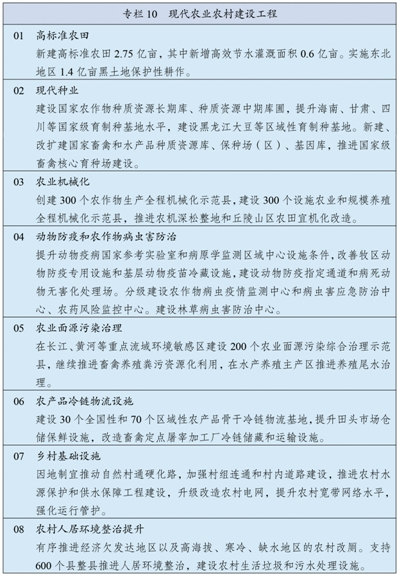 专栏 10 现代农业农村建设工程
01 高标准农田
新建高标准农田 2.75 亿亩，其中新增高效节水灌溉面积 0.6 亿亩。实施东北
地区 1.4 亿亩黑土地保护性耕作。
02 现代种业
建设国家农作物种质资源长期库、种质资源中期库圃，提升海南、甘肃、四
川等国家级育制种基地水平，建设黑龙江大豆等区域性育制种基地。新建、
改扩建国家畜禽和水产品种质资源库、保种场（区）、基因库，推进国家级
畜禽核心育种场建设。
03 农业机械化
创建 300 个农作物生产全程机械化示范县，建设 300 个设施农业和规模养殖
全程机械化示范县，推进农机深松整地和丘陵山区农田宜机化改造。
04 动物防疫和农作物病虫害防治
提升动物疫病国家参考实验室和病原学监测区域中心设施条件，改善牧区动
物防疫专用设施和基层动物疫苗冷藏设施，建设动物防疫指定通道和病死动
物无害化处理场。分级建设农作物病虫疫情监测中心和病虫害应急防治中
心、农药风险监控中心。建设林草病虫害防治中心。
05 农业面源污染治理
在长江、黄河等重点流域环境敏感区建设 200 个农业面源污染综合治理示范
县，继续推进畜禽养殖粪污资源化利用，在水产养殖主产区推进养殖尾水治
理。
06 农产品冷链物流设施
建设 30 个全国性和 70 个区域性农产品骨干冷链物流基地，提升田头市场仓
储保鲜设施，改造畜禽定点屠宰加工厂冷链储藏和运输设施。
07 乡村基础设施
因地制宜推动自然村通硬化路，加强村组连通和村内道路建设，推进农村水
源保护和供水保障工程建设，升级改造农村电网，提升农村宽带网络水平，
强化运行管护。
08 农村人居环境整治提升
有序推进经济欠发达地区以及高海拔、寒冷、缺水地区的农村改厕。支持
600 个县整县推进人居环境整治，建设农村生活垃圾和污水处理设施。